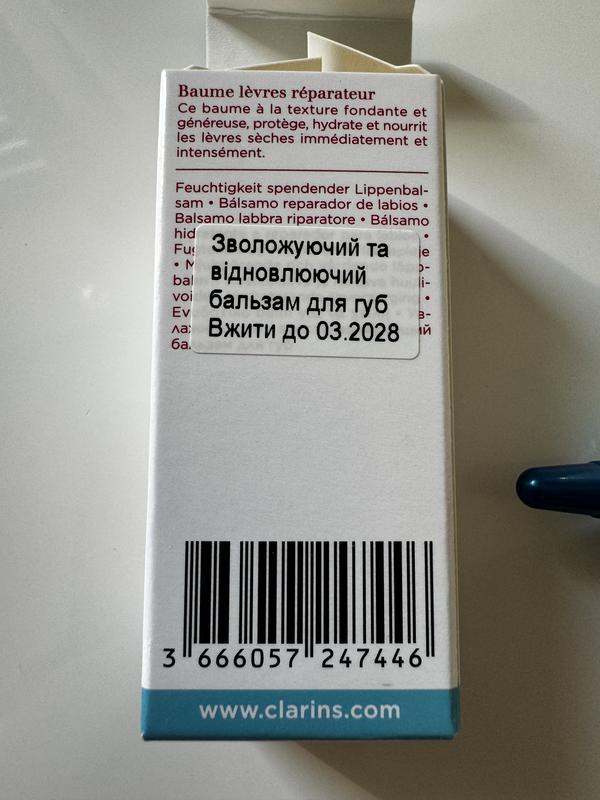 Baume lèvres réparateur
Ce baume à la texture fondante et
généreuse, protège, hydrate et nourrit
les lèvres sèches immédiatement et
intensément.
Feuchtigkeit spendender Lippenbal-
sam • Bálsamo reparador de labios •
Balsamo labbra riparatore • Bálsamo
Зволожуючий та
відновлюючий
бальзам для губ
Вжити до 03.2028
3 666057 247446
www.clarins.com